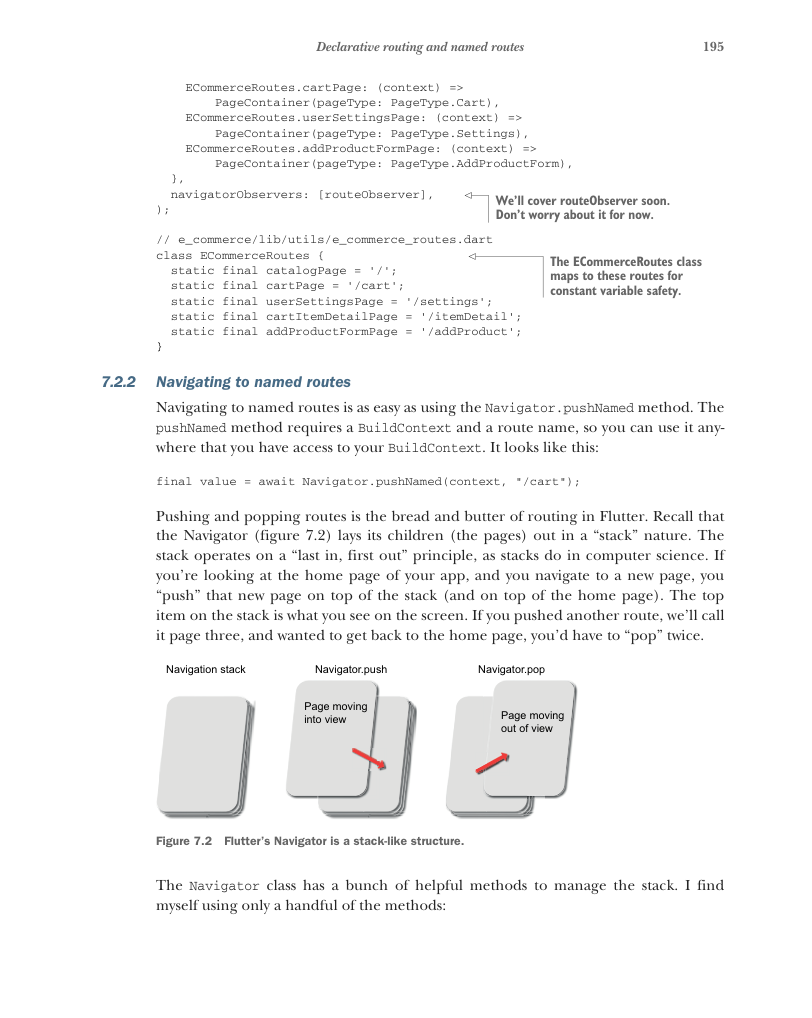 Declarative routing and named routes 195
ECommerceRoutes.cartPage: (context) =>
PageContainer(pageType: PageType.Cart),
ECommerceRoutes.userSettingsPage: (context) =>
PageContainer(pageType: PageType.Settings),
ECommerceRoutes.addProductFormPage: (context) =>
PageContainer(pageType: PageType.AddProductForm),
},
navigatorObservers: [routeObserver],
);
We'll cover routeObserver soon.
Don't worry about it for now.
// e_commerce/lib/utils/e_commerce_routes.dart
class ECommerceRoutes {
static final catalogPage = '/';
static final cartPage = '/cart';
static final userSettingsPage = '/settings';
static final cartItemDetailPage = '/itemDetail';
static final addProductFormPage = '/addProduct';
}
The ECommerceRoutes class
maps to these routes for
constant variable safety.
7.2.2 Navigating to named routes
Navigating to named routes is as easy as using the Navigator.pushNamed method. The
pushNamed method requires a BuildContext and a route name, so you can use it any-
where that you have access to your BuildContext. It looks like this:
final value = await Navigator.pushNamed(context, "/cart");
Pushing and popping routes is the bread and butter of routing in Flutter. Recall that
the Navigator (figure 7.2) lays its children (the pages) out in a “stack” nature. The
stack operates on a “last in, first out” principle, as stacks do in computer science. If
you’re looking at the home page of your app, and you navigate to a new page, you
“push” that new page on top of the stack (and on top of the home page). The top
item on the stack is what you see on the screen. If you pushed another route, we’ll call
it page three, and wanted to get back to the home page, you’d have to “pop” twice.
Navigation stack
Navigator.push
Navigator.pop
Page moving
into view
Page moving
out of view
Figure 7.2 Flutter’s Navigator is a stack-like structure.
The Navigator class has a bunch of helpful methods to manage the stack. I find
myself using only a handful of the methods: